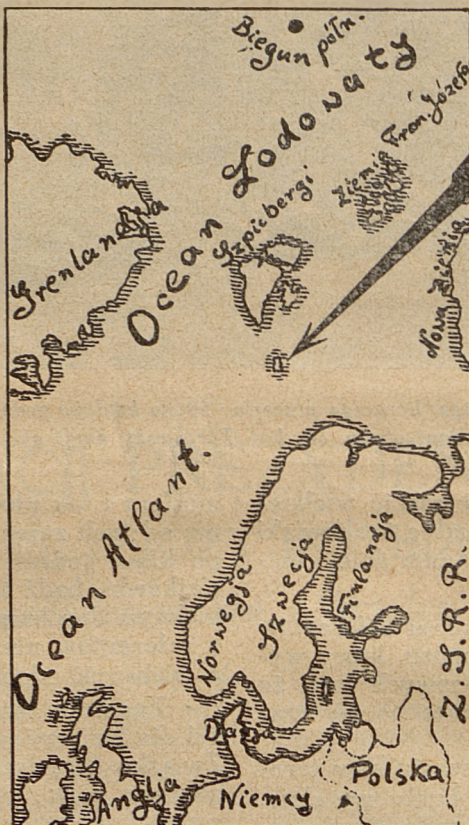 Biegun półn.
Ocean Lodowaty
Ziemia Fran. Józefa
Szpicbergi
Grenlandia
Nowa Ziemia
Ocean Atlant.
Norwegja
Szwecja
Finlandja
Z.S.R.R.
Danja
Anglja
Niemcy
Polska